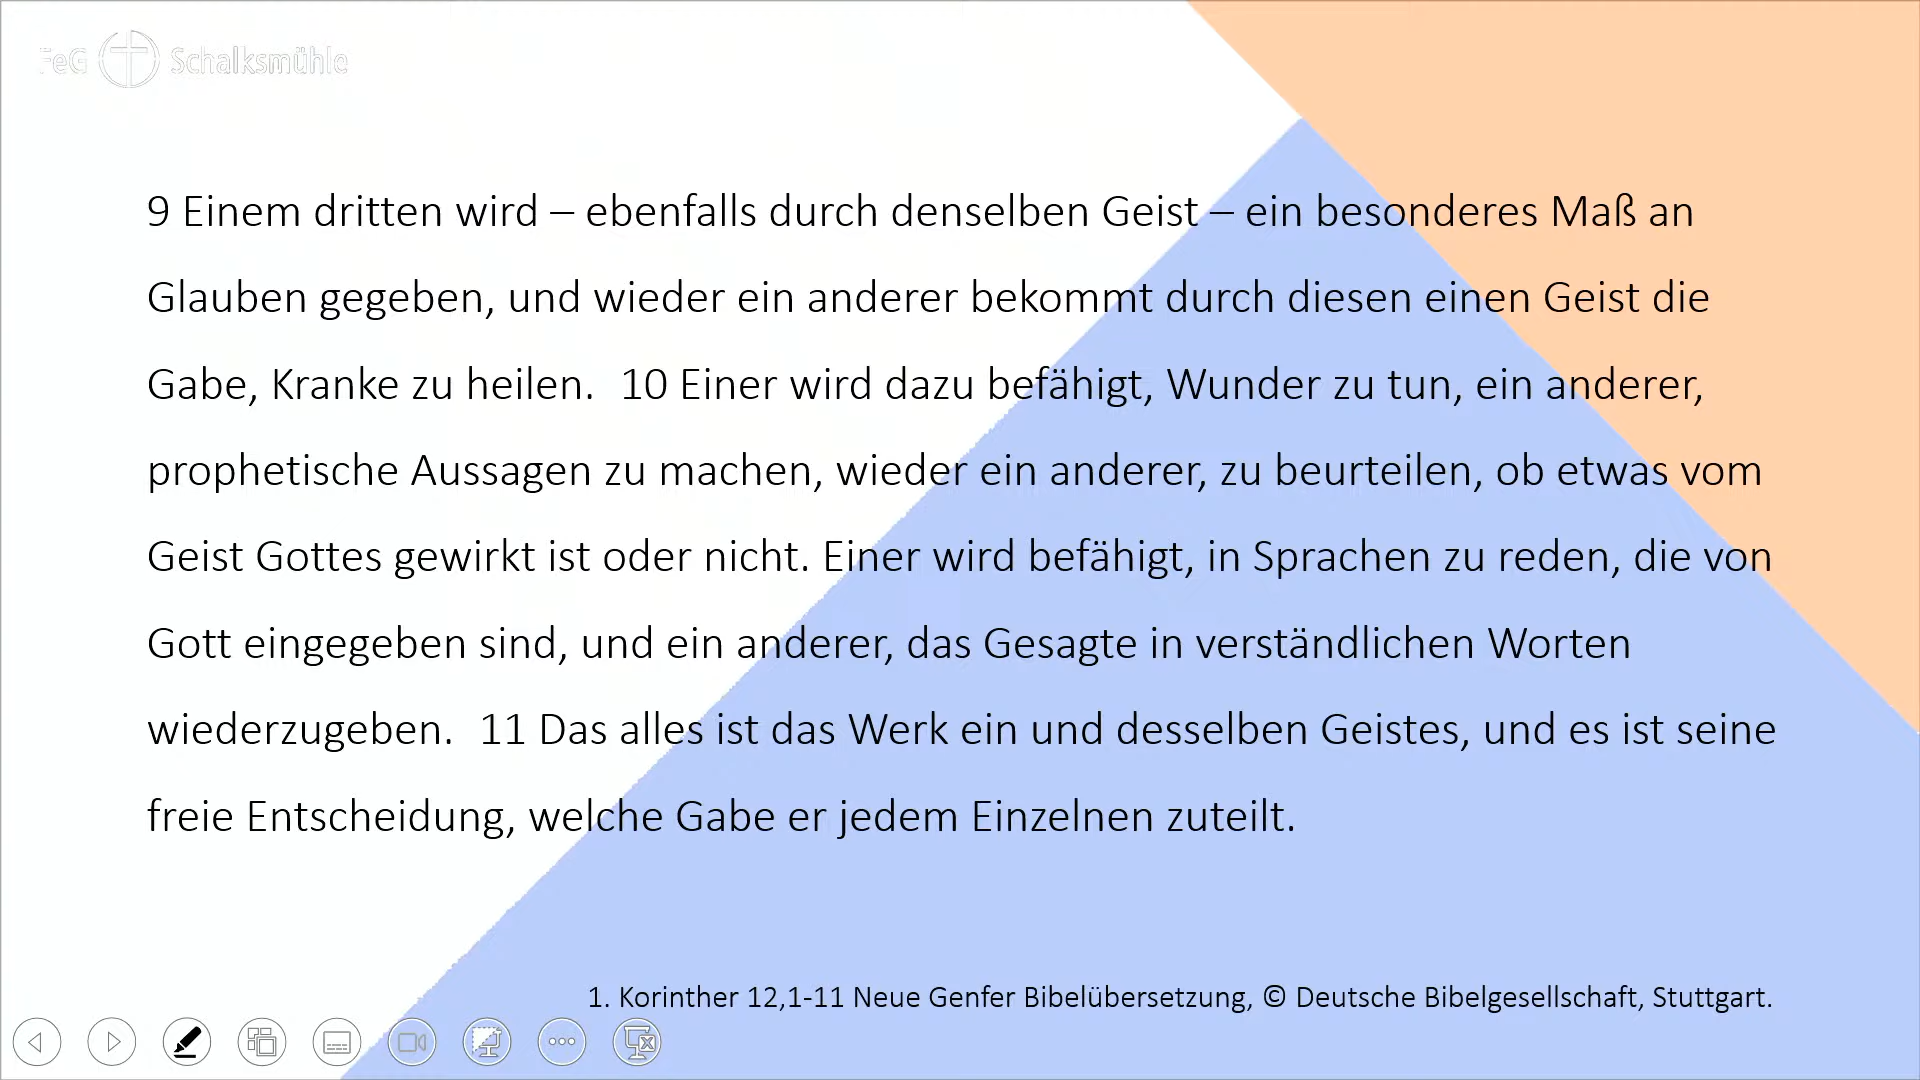 FeG Schalksmühle
9 Einem dritten wird – ebenfalls durch denselben Geist – ein besonderes Maß an
Glauben gegeben, und wieder ein anderer bekommt durch diesen einen Geist die
Gabe, Kranke zu heilen.  10 Einer wird dazu befähigt, Wunder zu tun, ein anderer,
prophetische Aussagen zu machen, wieder ein anderer, zu beurteilen, ob etwas vom
Geist Gottes gewirkt ist oder nicht. Einer wird befähigt, in Sprachen zu reden, die von
Gott eingegeben sind, und ein anderer, das Gesagte in verständlichen Worten
wiederzugeben.  11 Das alles ist das Werk ein und desselben Geistes, und es ist seine
freie Entscheidung, welche Gabe er jedem Einzelnen zuteilt.
1. Korinther 12,1-11 Neue Genfer Bibelübersetzung, © Deutsche Bibelgesellschaft, Stuttgart.